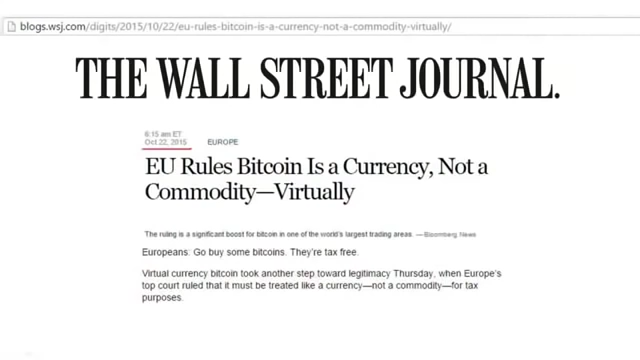 blogs.wsj.com/digits/2015/10/22/eu-rules-bitcoin-is-a-currency-not-a-commodity-virtually/
THE WALL STREET JOURNAL.
6:15 am ET
Oct 22, 2015 EUROPE
EU Rules Bitcoin Is a Currency, Not a
Commodity—Virtually
The ruling is a significant boost for bitcoin in one of the world's largest trading areas. —Bloomberg News
Europeans: Go buy some bitcoins. They're tax free.
Virtual currency bitcoin took another step toward legitimacy Thursday, when Europe's
top court ruled that it must be treated like a currency—not a commodity—for tax
purposes.